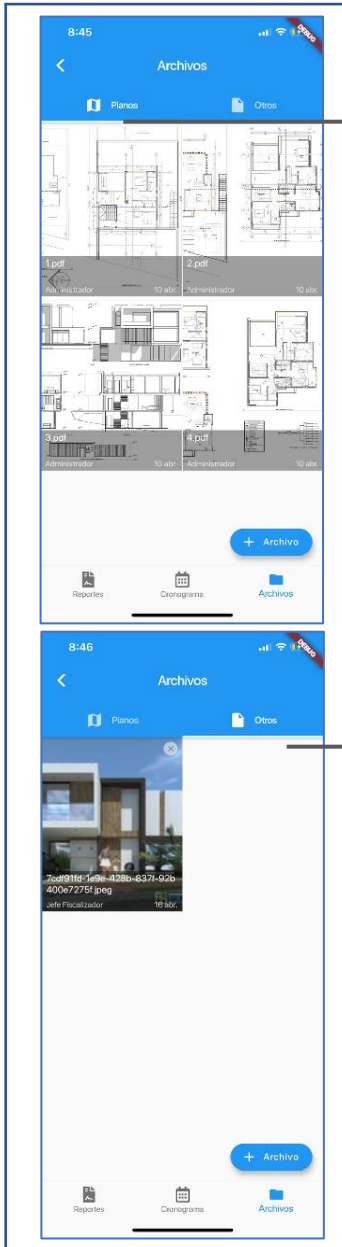 8:45
DEBUG
Archivos
Planos Otros
1.pdf 2.pdf
Administrador 10 abr. Administrador 10 abr.
3.pdf 4.pdf
Administrador 10 abr. Administrador 10 abr.
+ Archivo
Reportes Cronograma Archivos
8:46
DEBUG
Archivos
Planos Otros
7cdf91fd-1e9e-428b-837f-92b
400e7275f.jpeg
Jefe Fiscalizador 16 abr.
+ Archivo
Reportes Cronograma Archivos